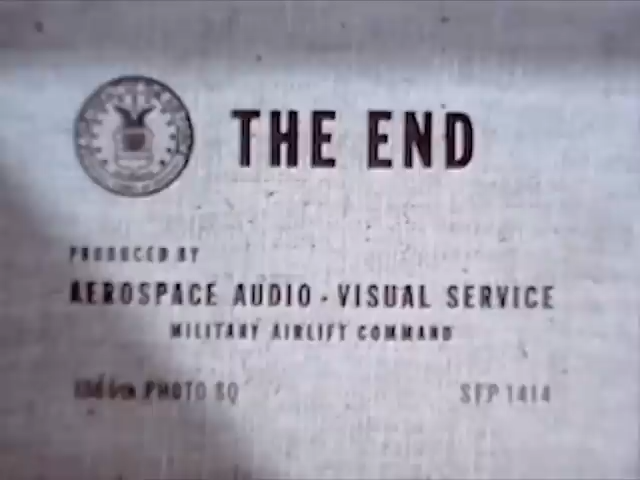 THE END
PRODUCED BY
AEROSPACE AUDIO - VISUAL SERVICE
MILITARY AIRLIFT COMMAND
PHOTO SQ
SFP 1414